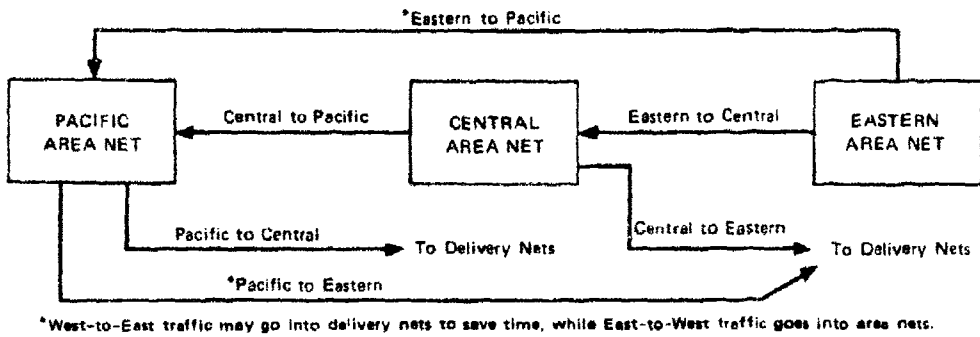 *Eastern to Pacific
PACIFIC
AREA NET
Central to Pacific
CENTRAL
AREA NET
Eastern to Central
EASTERN
AREA NET
Pacific to Central
To Delivery Nets
Central to Eastern
To Delivery Nets
*Pacific to Eastern
*West-to-East traffic may go into delivery nets to save time, while East-to-West traffic goes into area nets.